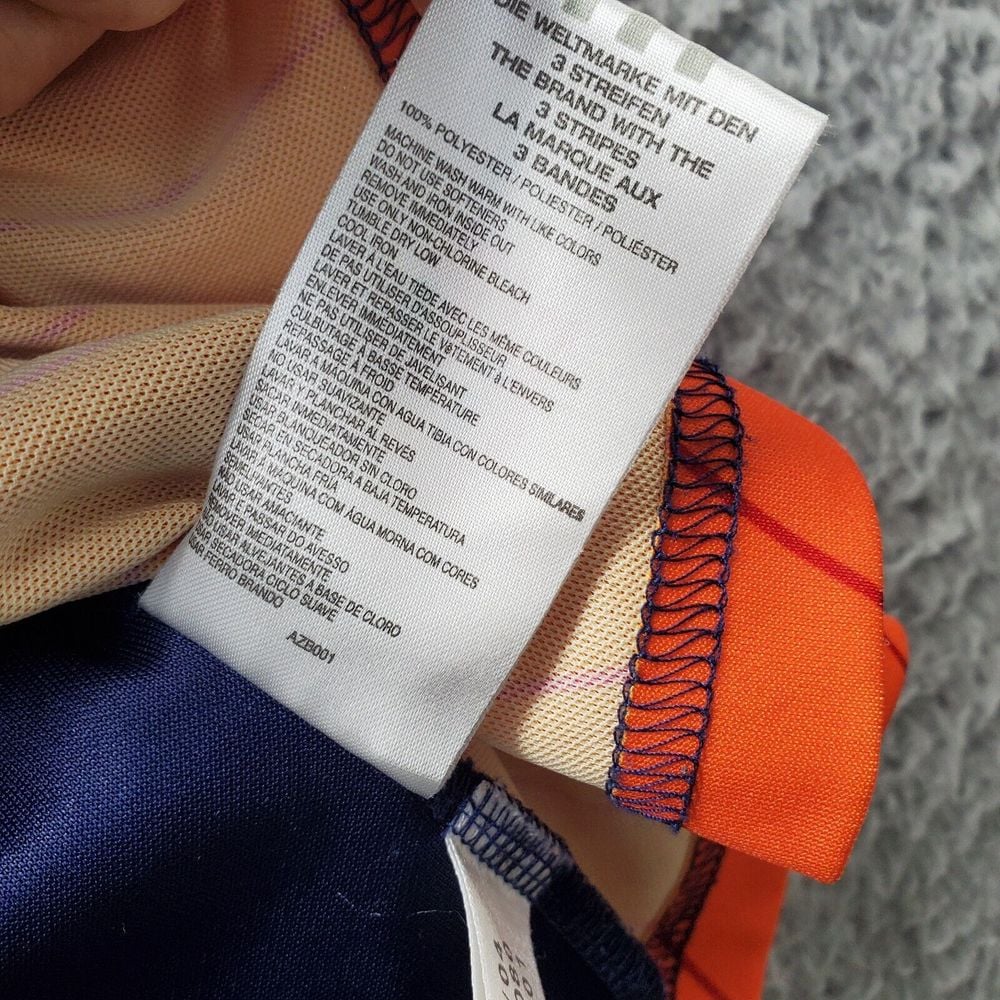 DIE WELTMARKE MIT DEN
3 STREIFEN
THE BRAND WITH THE
3 STRIPES
LA MARQUE AUX
3 BANDES
100% POLYESTER / POLIESTER / POLIÉSTER
MACHINE WASH WARM WITH LIKE COLORS
DO NOT USE SOFTENERS
WASH AND IRON INSIDE OUT
REMOVE IMMEDIATELY
USE ONLY NON-CHLORINE BLEACH
TUMBLE DRY LOW
COOL IRON
LAVER À L'EAU TIÈDE AVEC LES MÊME COULEURS
DE PAS UTILISER D'ASSOUPLISSEUR
LAVER ET REPASSER L'VÊTEMENT À L'ENVERS
ENLEVER IMMÉDIATEMENT
NE PAS UTILISER DE JAVELISANT
CULBUTAGE À BASSE TEMPÉRATURE
REPASSAGE À FROID
LAVAR A MAQUINA CON AGUA TIBIA CON COLORES SIMILARES
NO USAR SUAVIZANTE
LAVAR Y PLANCHAR AL REVÉS
SACAR INMEDIATAMENTE
USAR BLANQUEADOR SIN CLORO
SECAR EN SECADORA A BAJA TEMPERATURA
USAR PLANCHA FRÍA
LAVAR A MÁQUINA COM ÁGUA MORNA COM CORES
SEMELHANTES
NÃO USAR AMACIANTE
LAVAR E PASSAR DO AVESSO
REMOVER IMEDIATAMENTE
USAR ALVEJANTES A BASE DE CLORO
USAR SECADORA CICLO SUAVE
FERRO BRANDO
AZB001